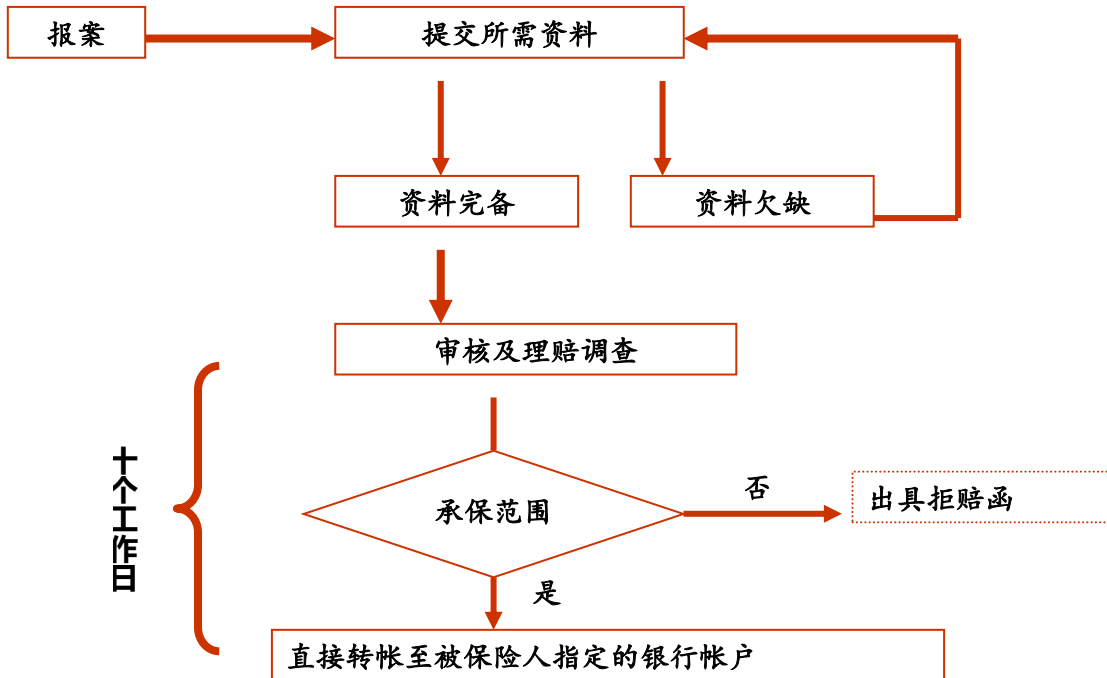 报案
提交所需资料
资料完备
资料欠缺
审核及理赔调查
十个工作日
承保范围
否
出具拒赔函
是
直接转帐至被保险人指定的银行帐户